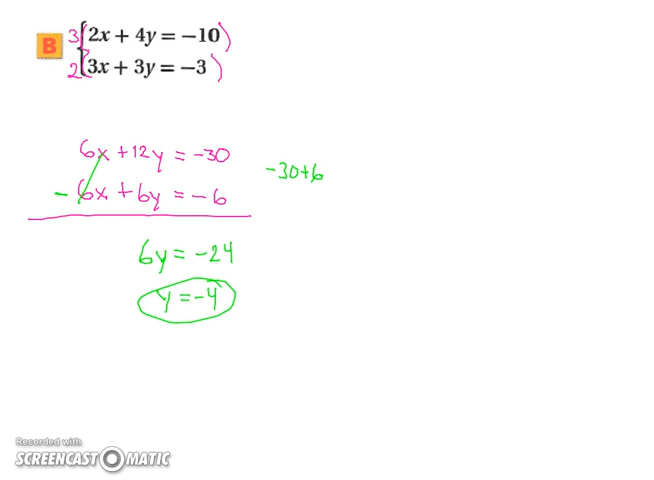 3(2x + 4y = −10)
B
2(3x + 3y = −3)
6x + 12y = −30
−30+6
− 6x + 6y = −6
6y = −24
y = −4
Recorded with
SCREENCAST MATIC